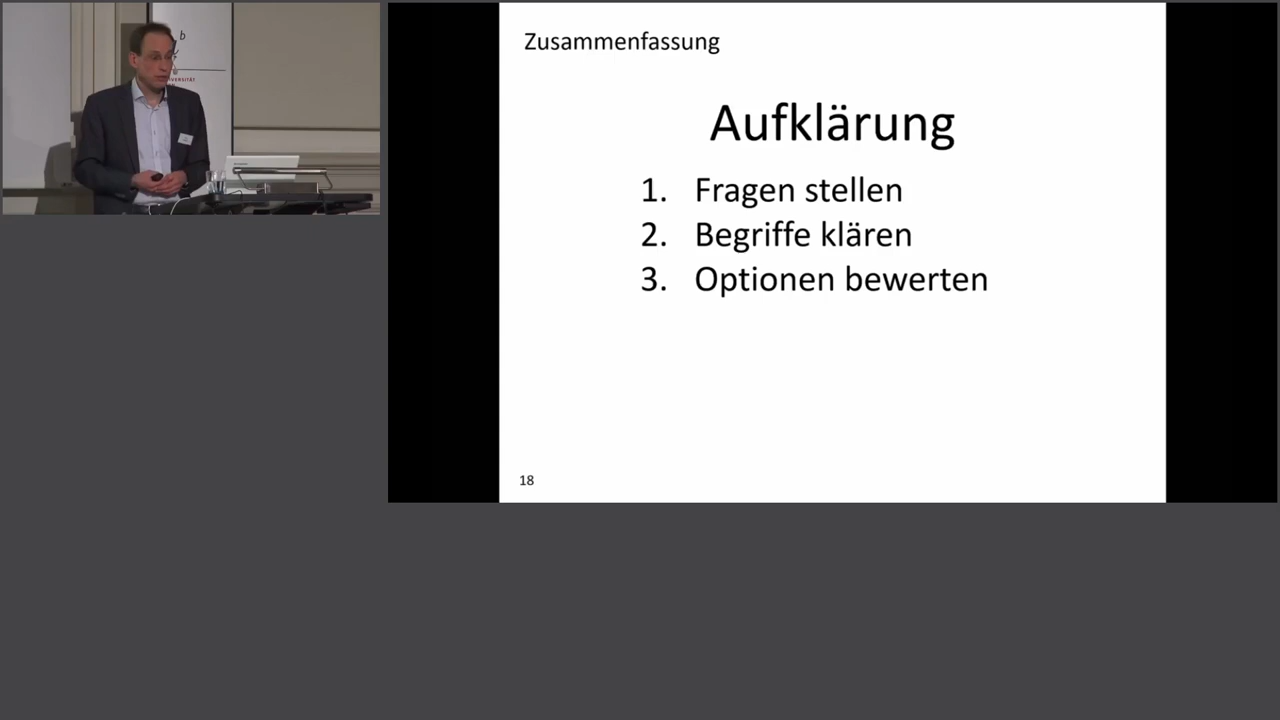 b
Zusammenfassung
Aufklärung
1. Fragen stellen
2. Begriffe klären
3. Optionen bewerten
18